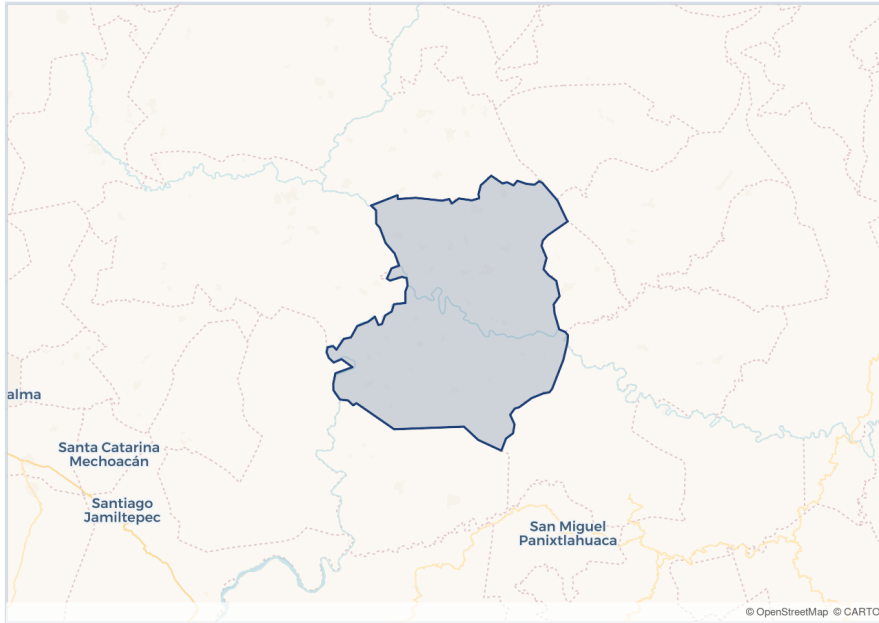 alma
Santa Catarina
Mechoacán
Santiago
Jamiltepec
San Miguel
Panixtlahuaca
© OpenStreetMap © CARTO